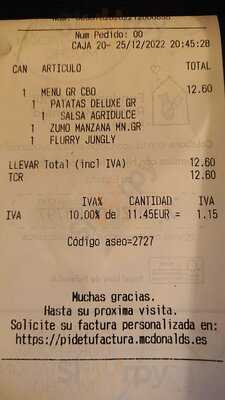 Num Pedido: 00
CAJA 20- 25/12/2022 20:45:28
CAN ARTICULO TOTAL
1 MENU GR CBO 12.60
1 PATATAS DELUXE GR
1 SALSA AGRIDULCE
1 ZUMO MANZANA MN.GR
1 FLURRY JUNGLY
LLEVAR Total (incl IVA) 12.60
TCR 12.60
IVA% CANTIDAD IVA
IVA 10.00% de 11.45EUR = 1.15
Código aseo=2727
Muchas gracias.
Hasta su proxima visita.
Solicite su factura personalizada en:
https://pidetufactura.mcdonalds.es